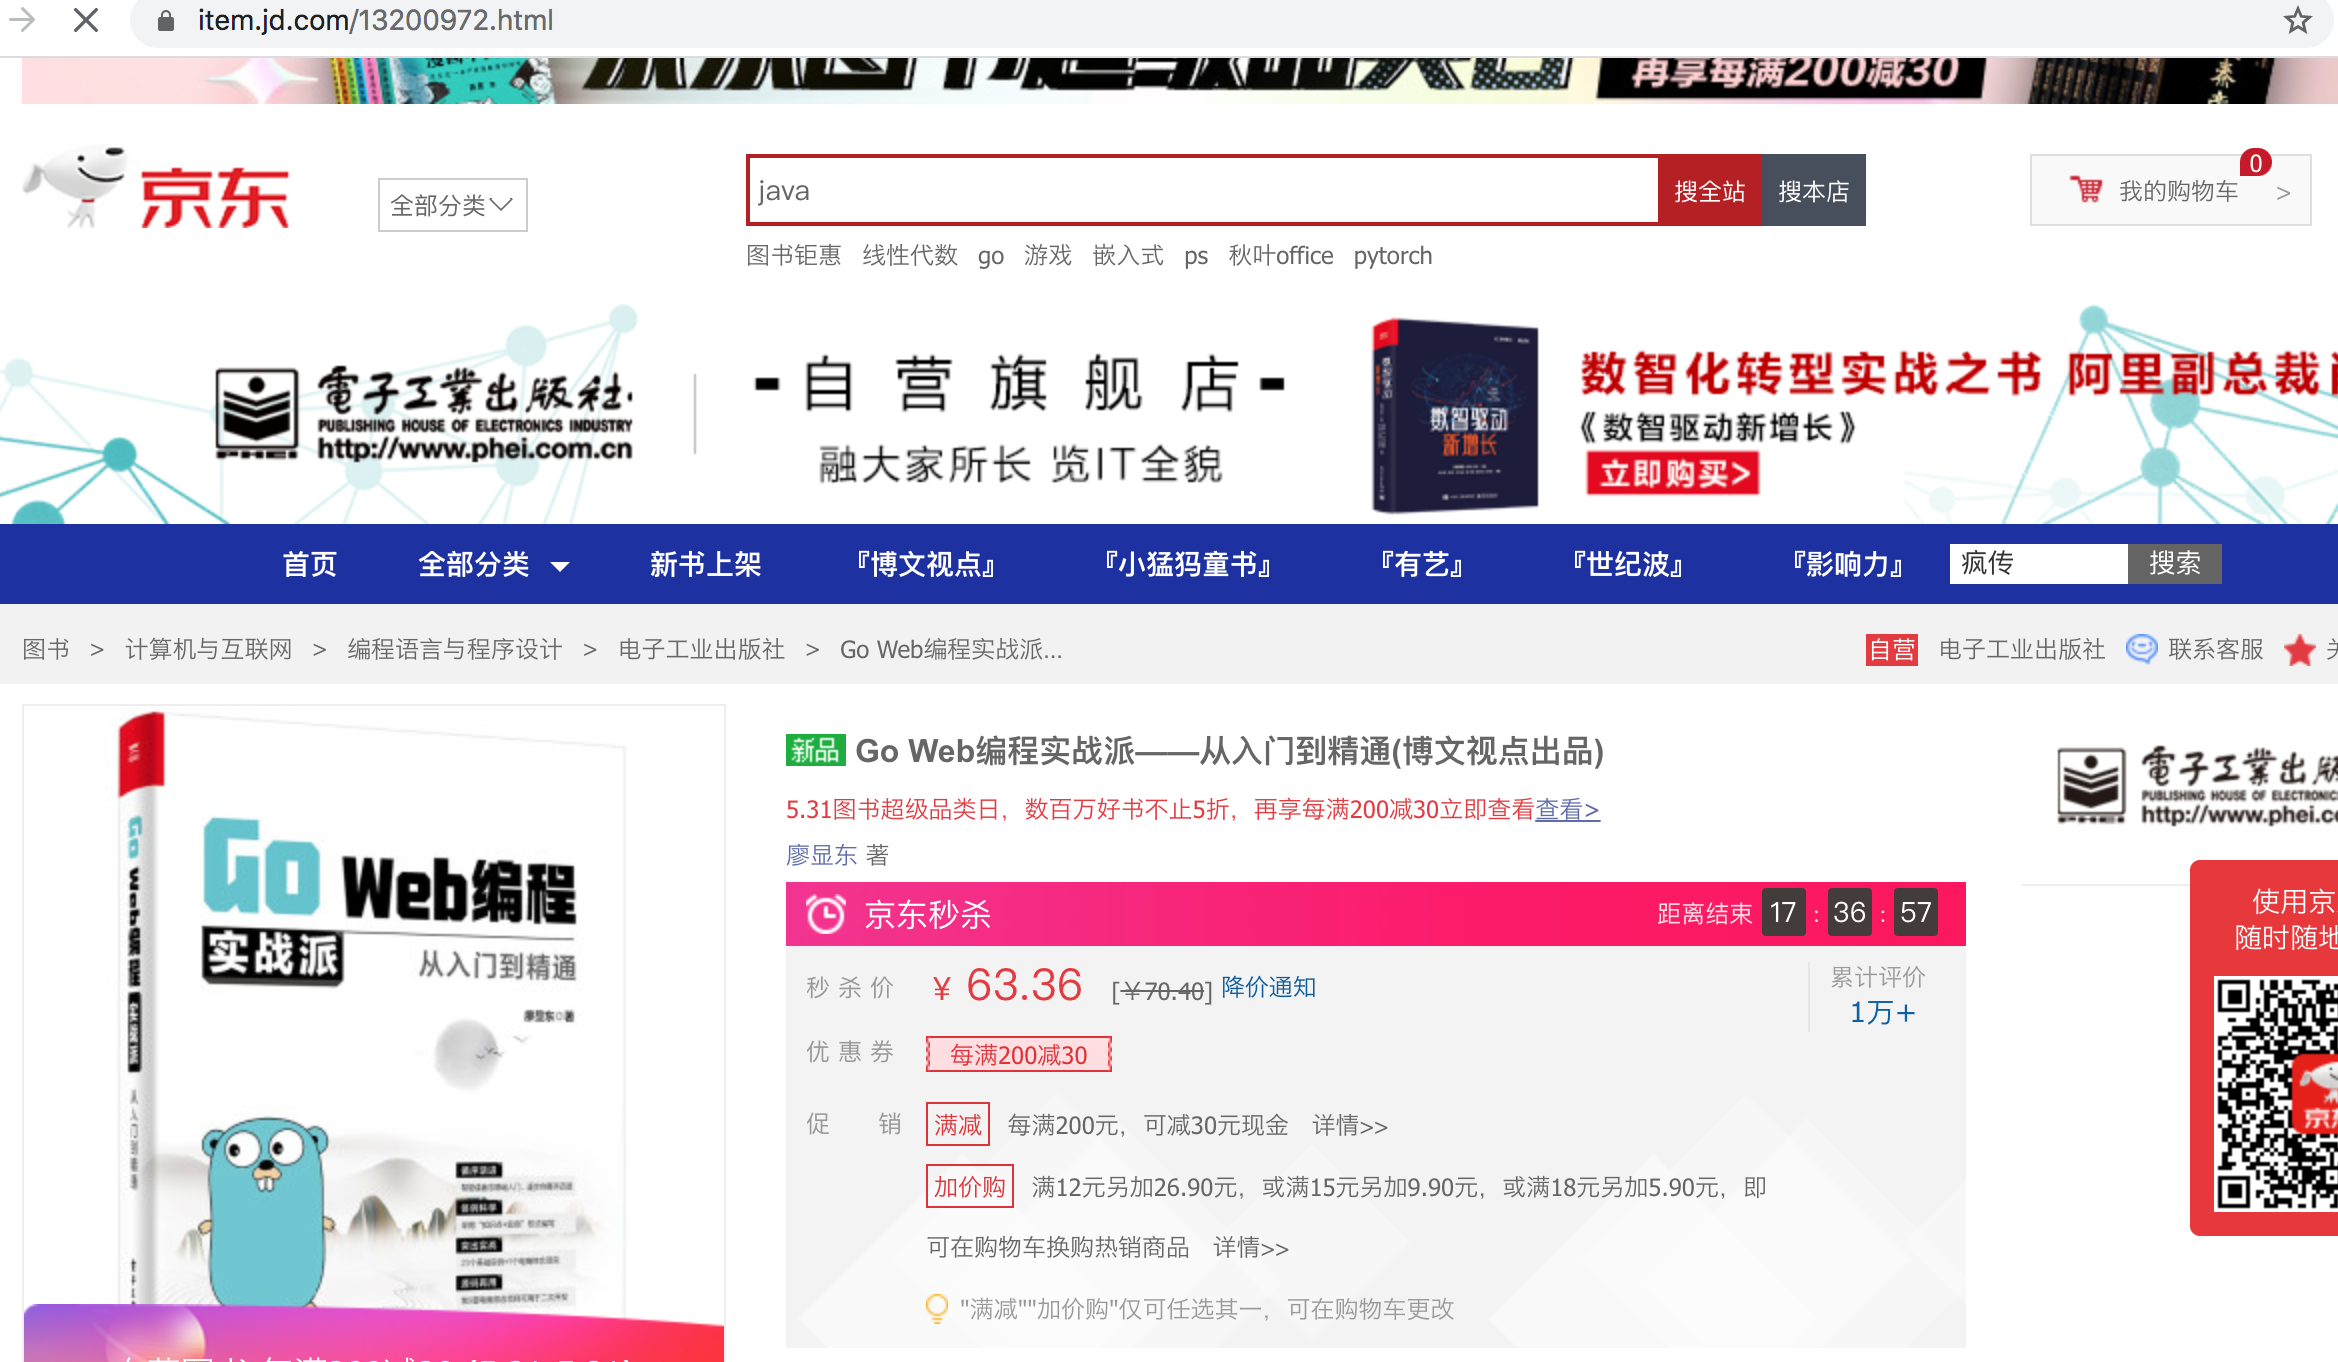 item.jd.com/13200972.html
再享每满200减30
京东
全部分类
java
搜全站
搜本店
0
我的购物车 >
图书钜惠 线性代数 go 游戏 嵌入式 ps 秋叶office pytorch
電子工業出版社
PUBLISHING HOUSE OF ELECTRONICS INDUSTRY
http://www.phei.com.cn
PHEI
-自营旗舰店-
融大家所长 览IT全貌
数智驱动
新增长
数智化转型实战之书 阿里副总裁
《数智驱动新增长》
立即购买>
首页 全部分类 新书上架 『博文视点』 『小猛犸童书』 『有艺』 『世纪波』 『影响力』 疯传 搜索
图书 > 计算机与互联网 > 编程语言与程序设计 > 电子工业出版社 > Go Web编程实战派...
自营 电子工业出版社 联系客服
Go Web编程
实战派
从入门到精通
廖显东◎著
Go Web编程 实战派 从入门到精通
新品 Go Web编程实战派——从入门到精通(博文视点出品)
5.31图书超级品类日，数百万好书不止5折，再享每满200减30立即查看查看>
廖显东 著
京东秒杀 距离结束 17 : 36 : 57
秒杀价 ￥ 63.36 [￥70.40] 降价通知
累计评价
1万+
优惠券 每满200减30
促销 满减 每满200元，可减30元现金 详情>>
加价购 满12元另加26.90元，或满15元另加9.90元，或满18元另加5.90元，即
可在购物车换购热销商品 详情>>
"满减""加价购"仅可任选其一，可在购物车更改
電子工業出版
PUBLISHING HOUSE OF ELECTRONIC
http://www.phei.c
PHEI
使用京
随时随地
京东